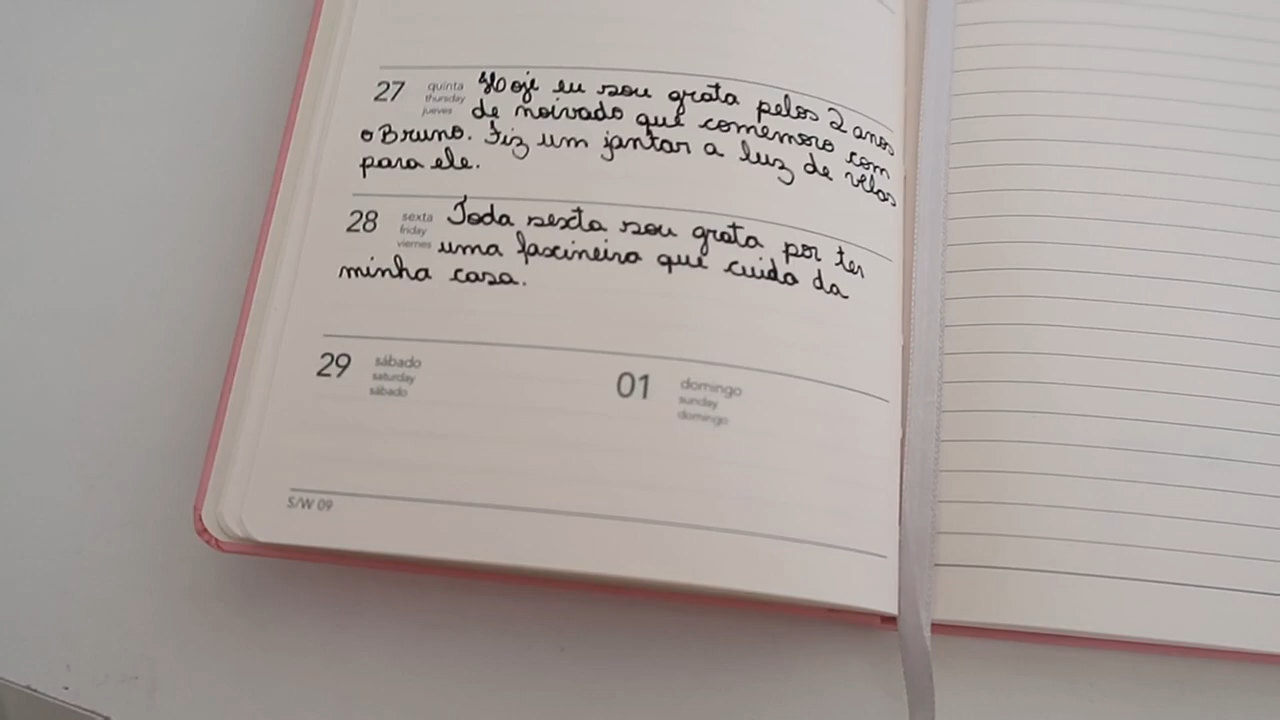 27 quinta Hoje eu sou grata pelos 2 anos
thursday
jueves de noivado que comemoro com
o Bruno. Fiz um jantar a luz de velas
para ele.
28 sexta Toda sexta sou grata por ter
friday
viernes uma fascineira que cuida da
minha casa.
29 sábado
saturday
sábado
01 domingo
sunday
domingo
S/W 09